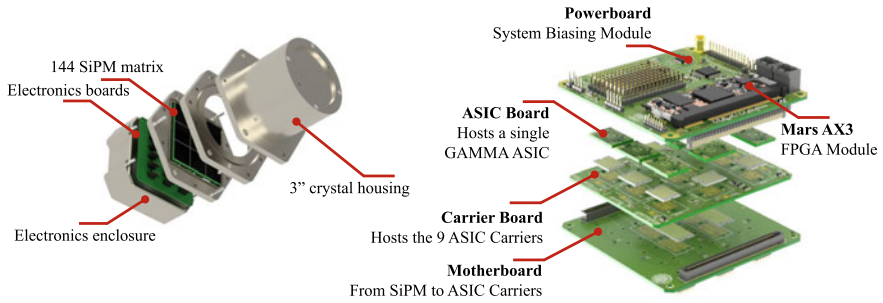 144 SiPM matrix
Electronics boards
3” crystal housing
Electronics enclosure
Powerboard
System Biasing Module
ASIC Board
Hosts a single
GAMMA ASIC
Mars AX3
FPGA Module
Carrier Board
Hosts the 9 ASIC Carriers
Motherboard
From SiPM to ASIC Carriers